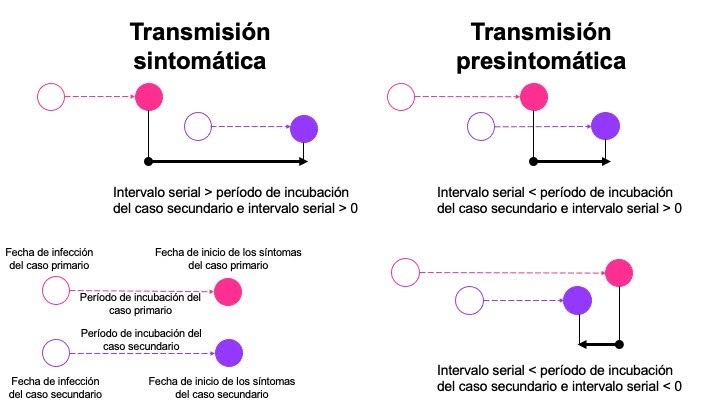 Transmisión
sintomática
Intervalo serial > período de incubación
del caso secundario e intervalo serial > 0
Transmisión
presintomática
Intervalo serial < período de incubación
del caso secundario e intervalo serial > 0
Fecha de infección
del caso primario
Fecha de inicio de los síntomas
del caso primario
Período de incubación del
caso primario
Período de incubación del
caso secundario
Fecha de infección
del caso secundario
Fecha de inicio de los síntomas
del caso secundario
Intervalo serial < período de incubación
del caso secundario e intervalo serial < 0